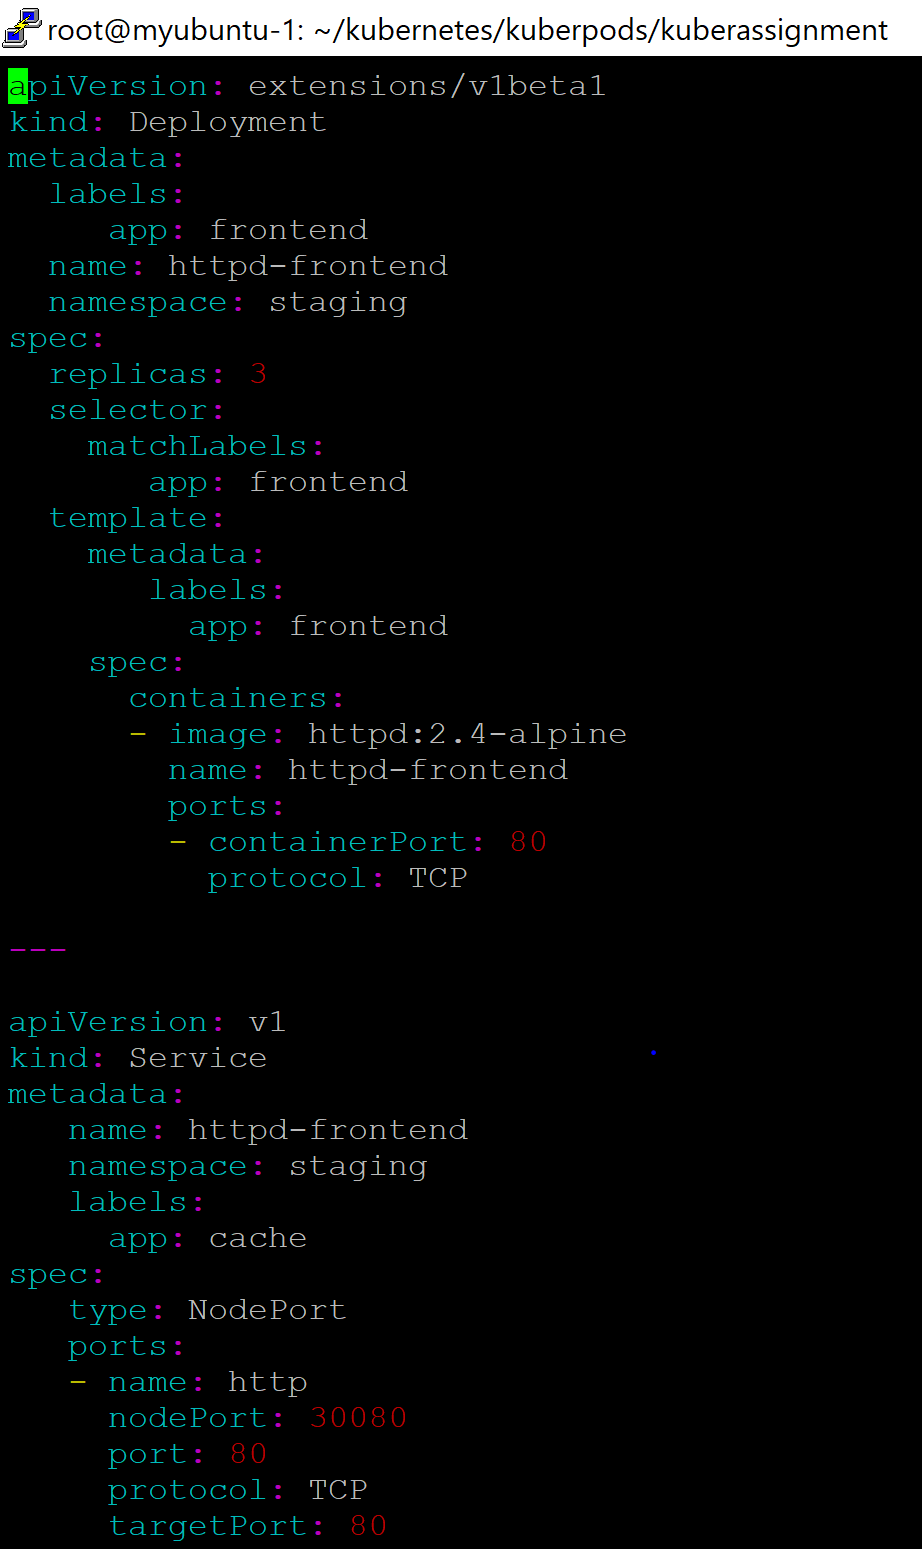 root@myubuntu-1: ~/kubernetes/kuberpods/kuberassignment
apiVersion: extensions/v1beta1
kind: Deployment
metadata:
  labels:
     app: frontend
  name: httpd-frontend
  namespace: staging
spec:
  replicas: 3
  selector:
    matchLabels:
       app: frontend
  template:
    metadata:
       labels:
         app: frontend
    spec:
      containers:
      - image: httpd:2.4-alpine
        name: httpd-frontend
        ports:
        - containerPort: 80
          protocol: TCP

---

apiVersion: v1
kind: Service
metadata:
   name: httpd-frontend
   namespace: staging
   labels:
     app: cache
spec:
   type: NodePort
   ports:
   - name: http
     nodePort: 30080
     port: 80
     protocol: TCP
     targetPort: 80